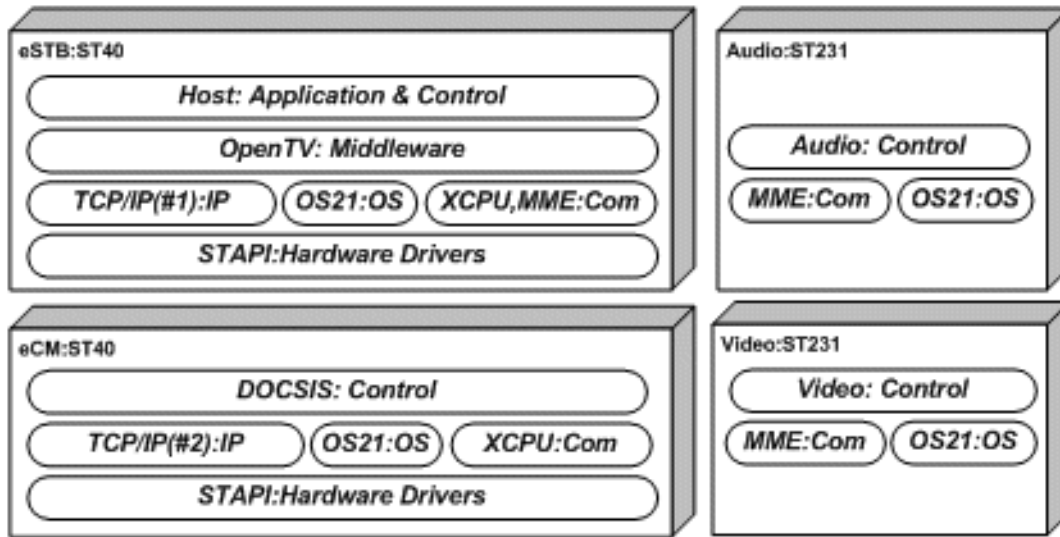 eSTB:ST40
Host: Application & Control
OpenTV: Middleware
TCP/IP(#1):IP
OS21:OS
XCPU,MME:Com
STAPI:Hardware Drivers
Audio:ST231
Audio: Control
MME:Com
OS21:OS
eCM:ST40
DOCSIS: Control
TCP/IP(#2):IP
OS21:OS
XCPU:Com
STAPI:Hardware Drivers
Video:ST231
Video: Control
MME:Com
OS21:OS